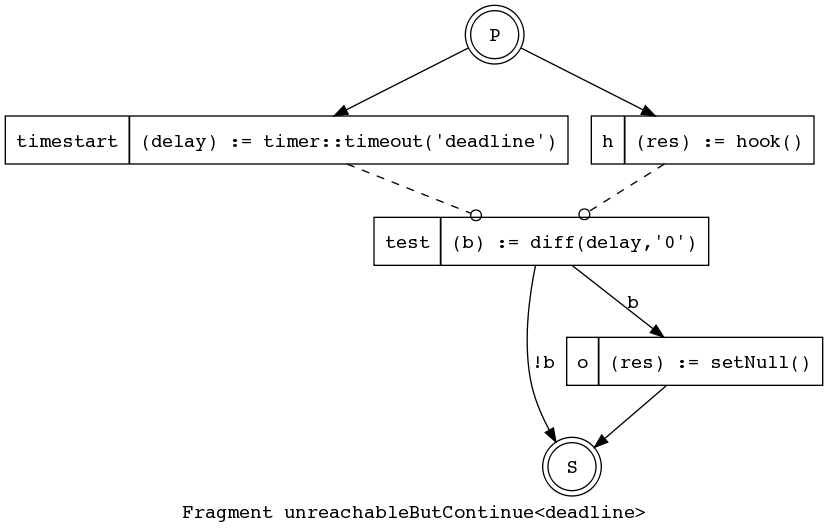 P
timestart (delay) := timer::timeout('deadline')
h (res) := hook()
test (b) := diff(delay,'0')
b
!b
o (res) := setNull()
S
Fragment unreachableButContinue<deadline>